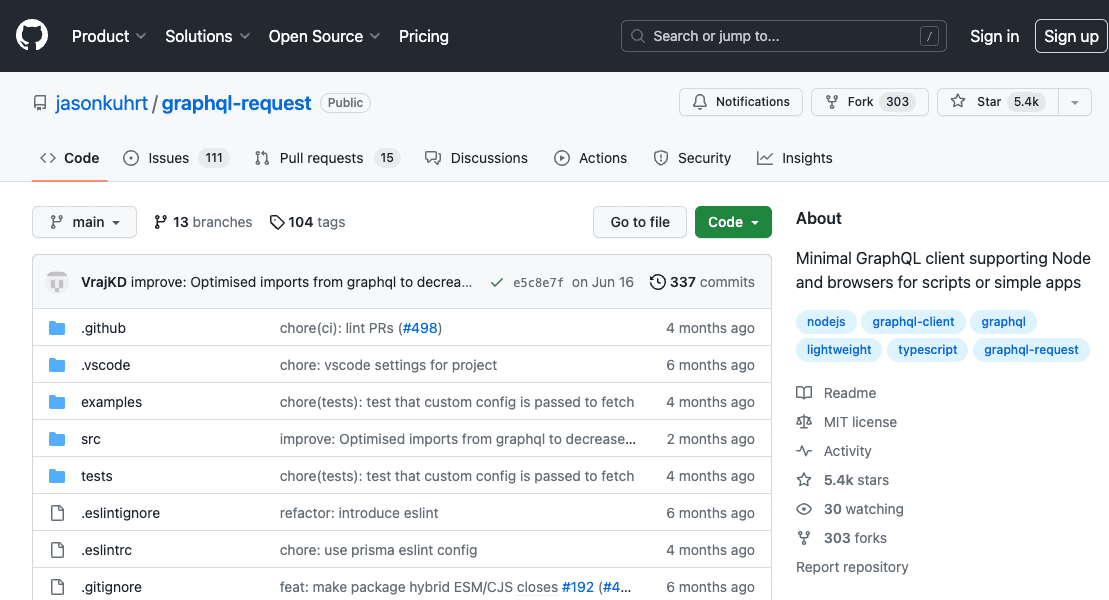 Product Solutions Open Source Pricing Search or jump to... / Sign in Sign up
jasonkuhrt / graphql-request Public Notifications Fork 303 Star 5.4k
Code Issues 111 Pull requests 15 Discussions Actions Security Insights
main 13 branches 104 tags Go to file Code
VrajKD improve: Optimised imports from graphql to decrea... e5c8e7f on Jun 16 337 commits
.github chore(ci): lint PRs (#498) 4 months ago
.vscode chore: vscode settings for project 6 months ago
examples chore(tests): test that custom config is passed to fetch 4 months ago
src improve: Optimised imports from graphql to decrease... 2 months ago
tests chore(tests): test that custom config is passed to fetch 4 months ago
.eslintignore refactor: introduce eslint 6 months ago
.eslintrc chore: use prisma eslint config 4 months ago
.gitignore feat: make package hybrid ESM/CJS closes #192 (#4... 6 months ago
About
Minimal GraphQL client supporting Node
and browsers for scripts or simple apps
nodejs graphql-client graphql
lightweight typescript graphql-request
Readme
MIT license
Activity
5.4k stars
30 watching
303 forks
Report repository